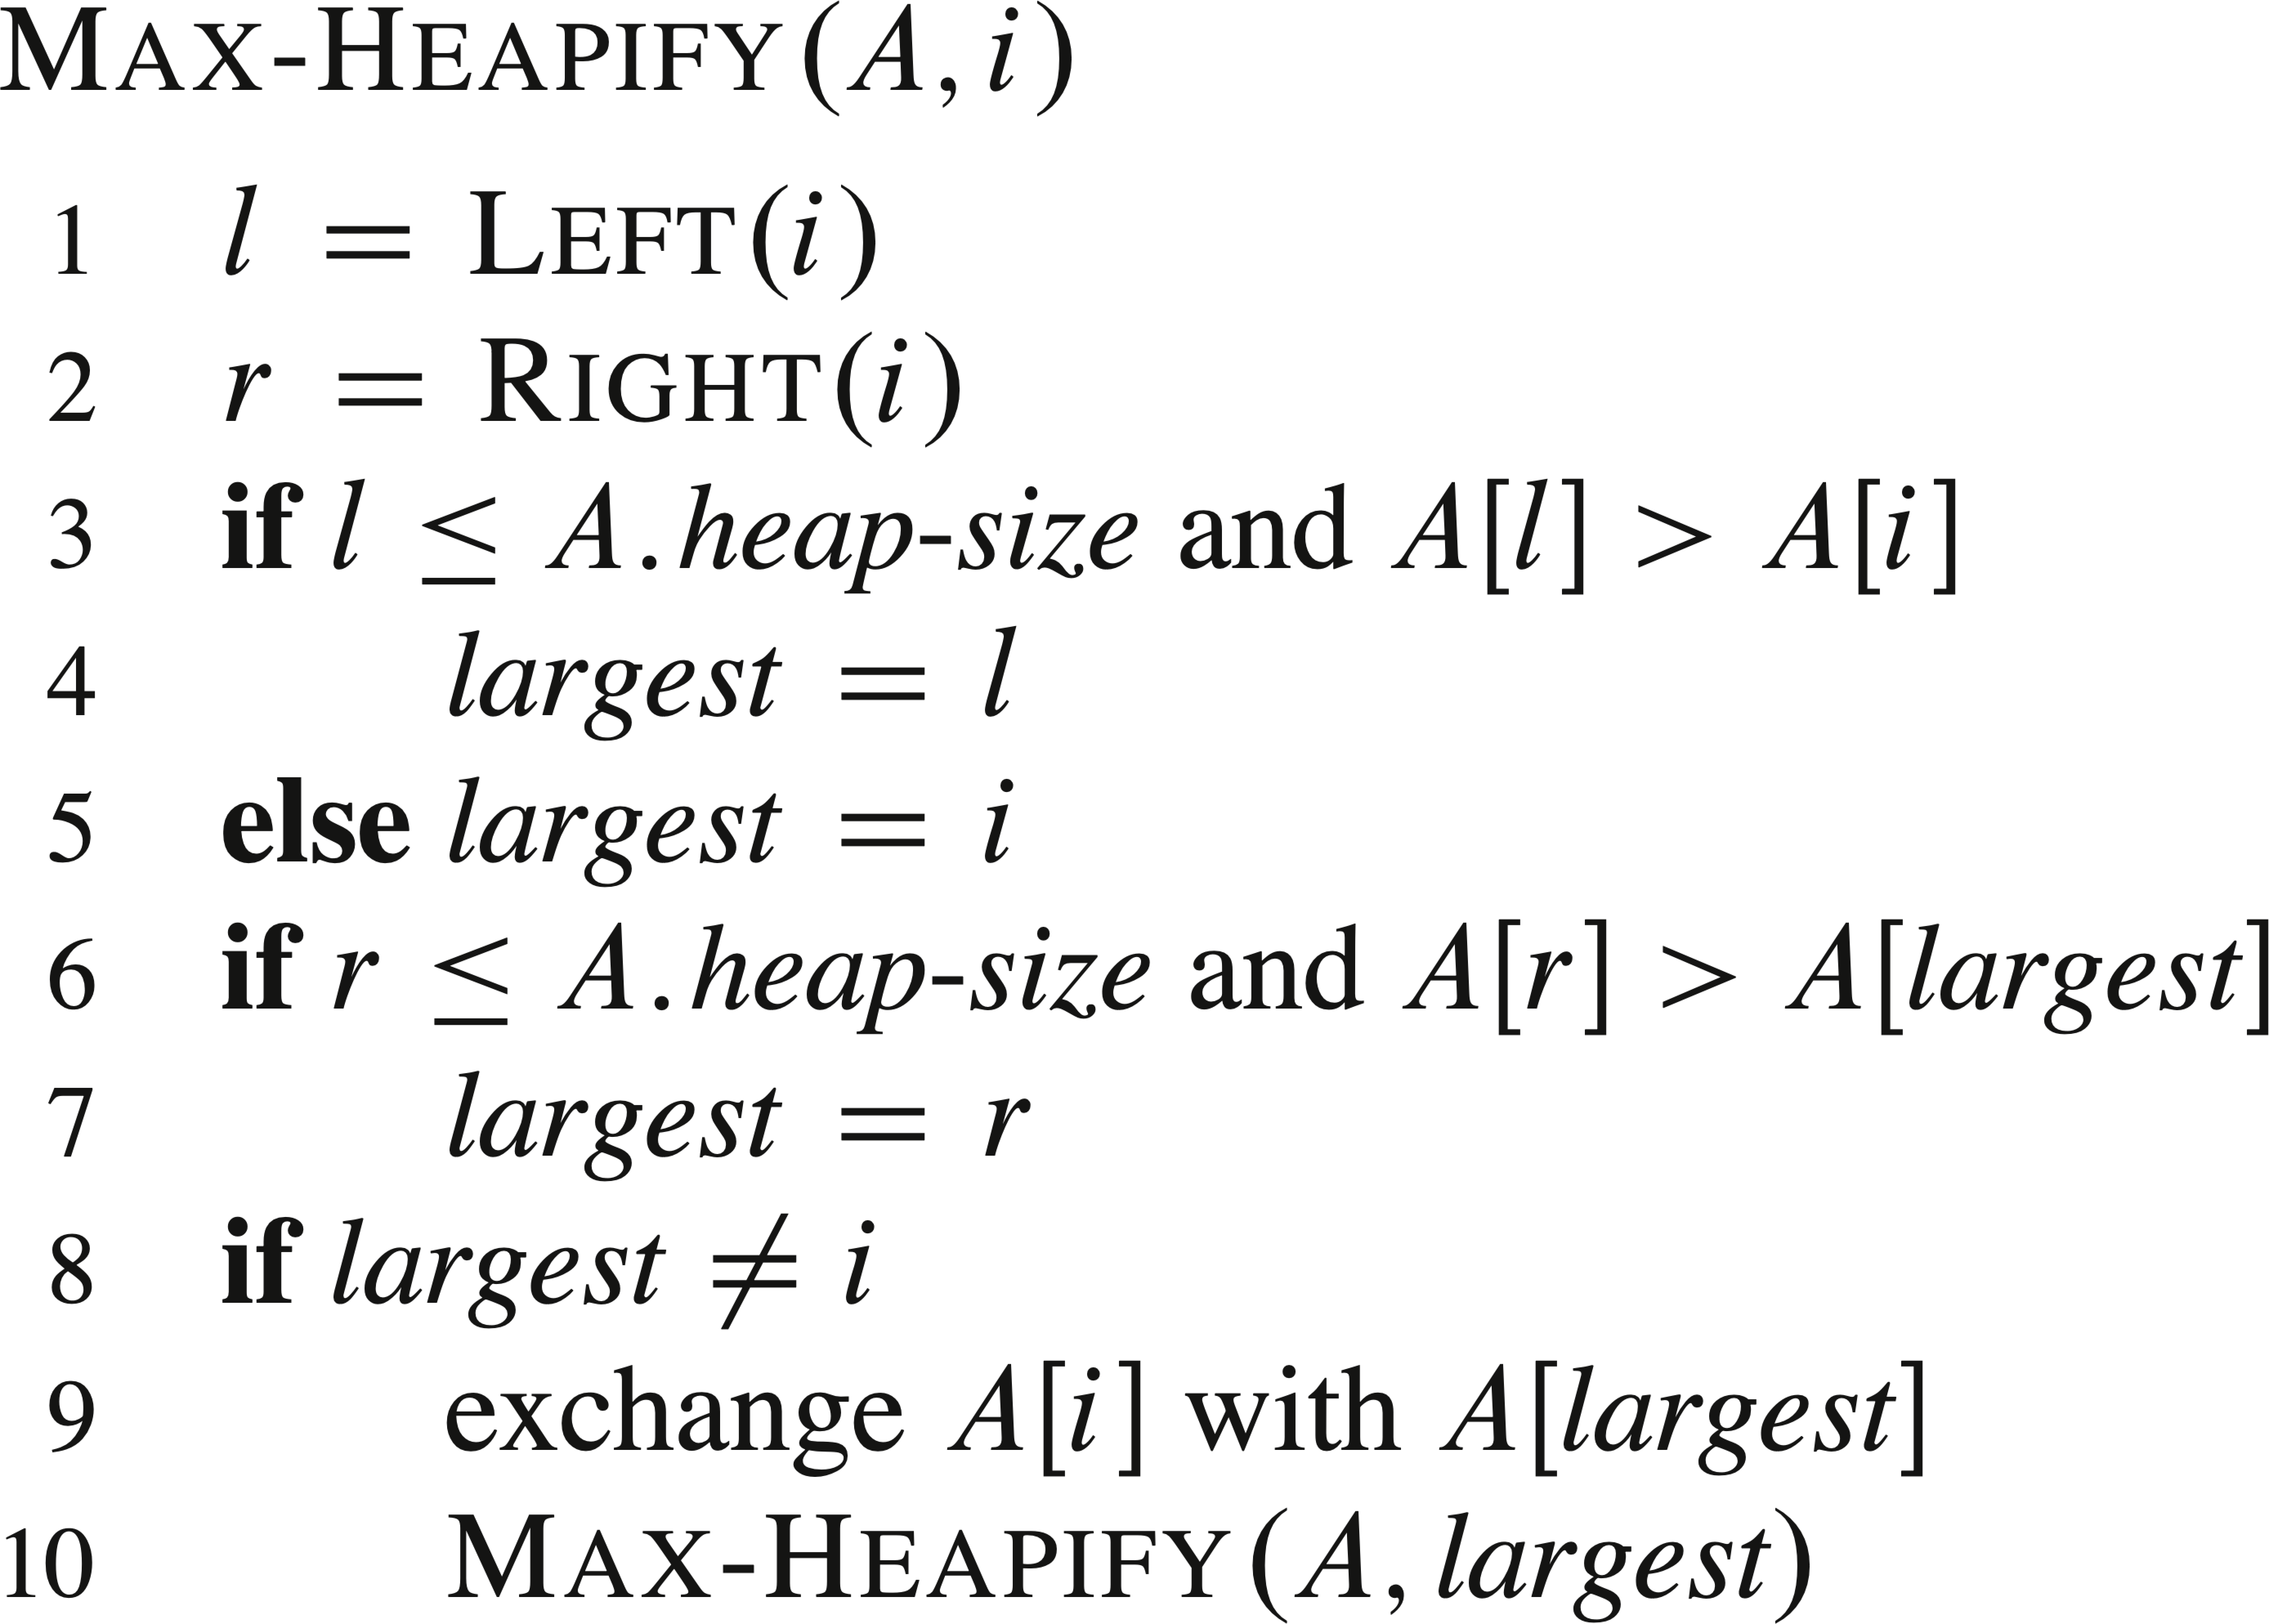 MAX-HEAPIFY(A, i)
1 l = LEFT(i)
2 r = RIGHT(i)
3 if l ≤ A.heap-size and A[l] > A[i]
4 largest = l
5 else largest = i
6 if r ≤ A.heap-size and A[r] > A[largest]
7 largest = r
8 if largest ≠ i
9 exchange A[i] with A[largest]
10 MAX-HEAPIFY(A, largest)